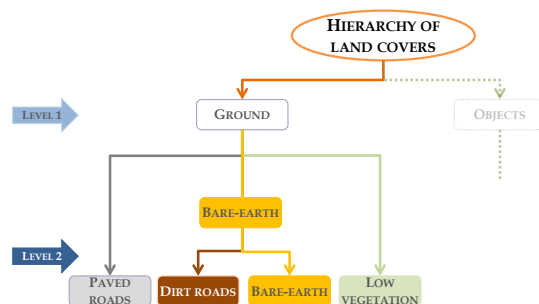 HIERARCHY OF
LAND COVERS
LEVEL 1
GROUND
OBJECTS
BARE-EARTH
LEVEL 2
PAVED
ROADS
DIRT ROADS
BARE-EARTH
LOW
VEGETATION